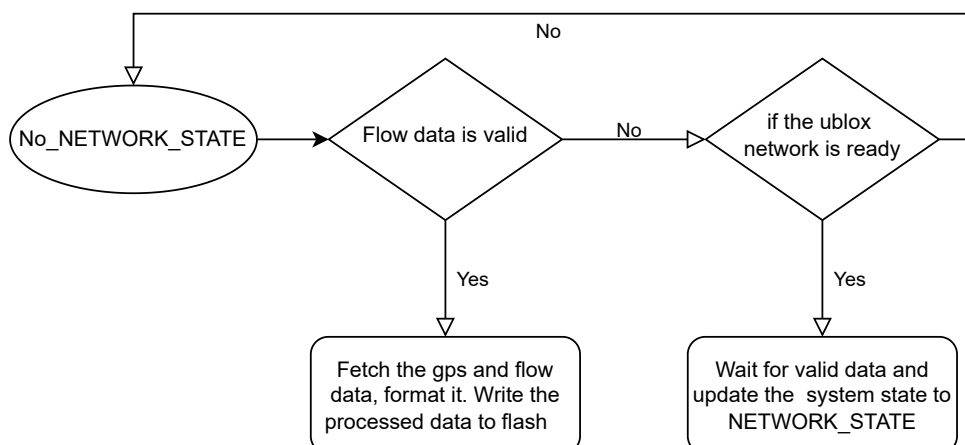 No
No_NETWORK_STATE
Flow data is valid
No
if the ublox
network is ready
Yes
Yes
Fetch the gps and flow
data, format it. Write the
processed data to flash
Wait for valid data and
update the system state to
NETWORK_STATE